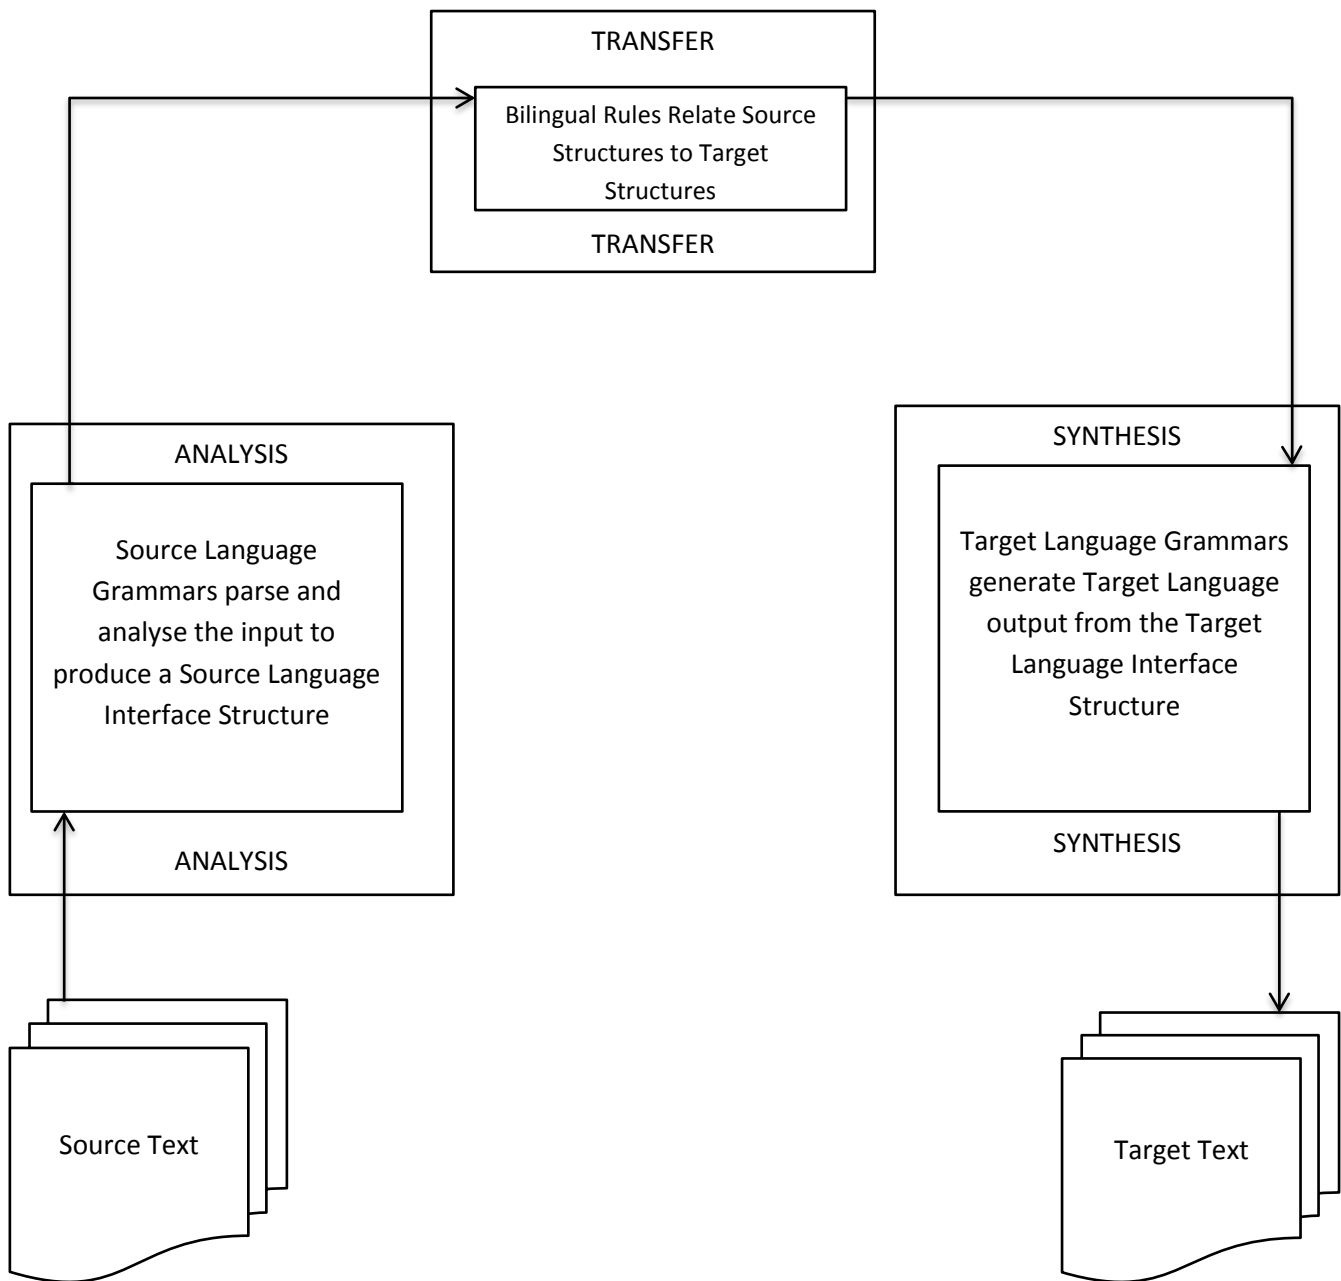 TRANSFER
Bilingual Rules Relate Source
Structures to Target
Structures
TRANSFER
ANALYSIS
Source Language
Grammars parse and
analyse the input to
produce a Source Language
Interface Structure
ANALYSIS
SYNTHESIS
Target Language Grammars
generate Target Language
output from the Target
Language Interface
Structure
SYNTHESIS
Source Text
Target Text